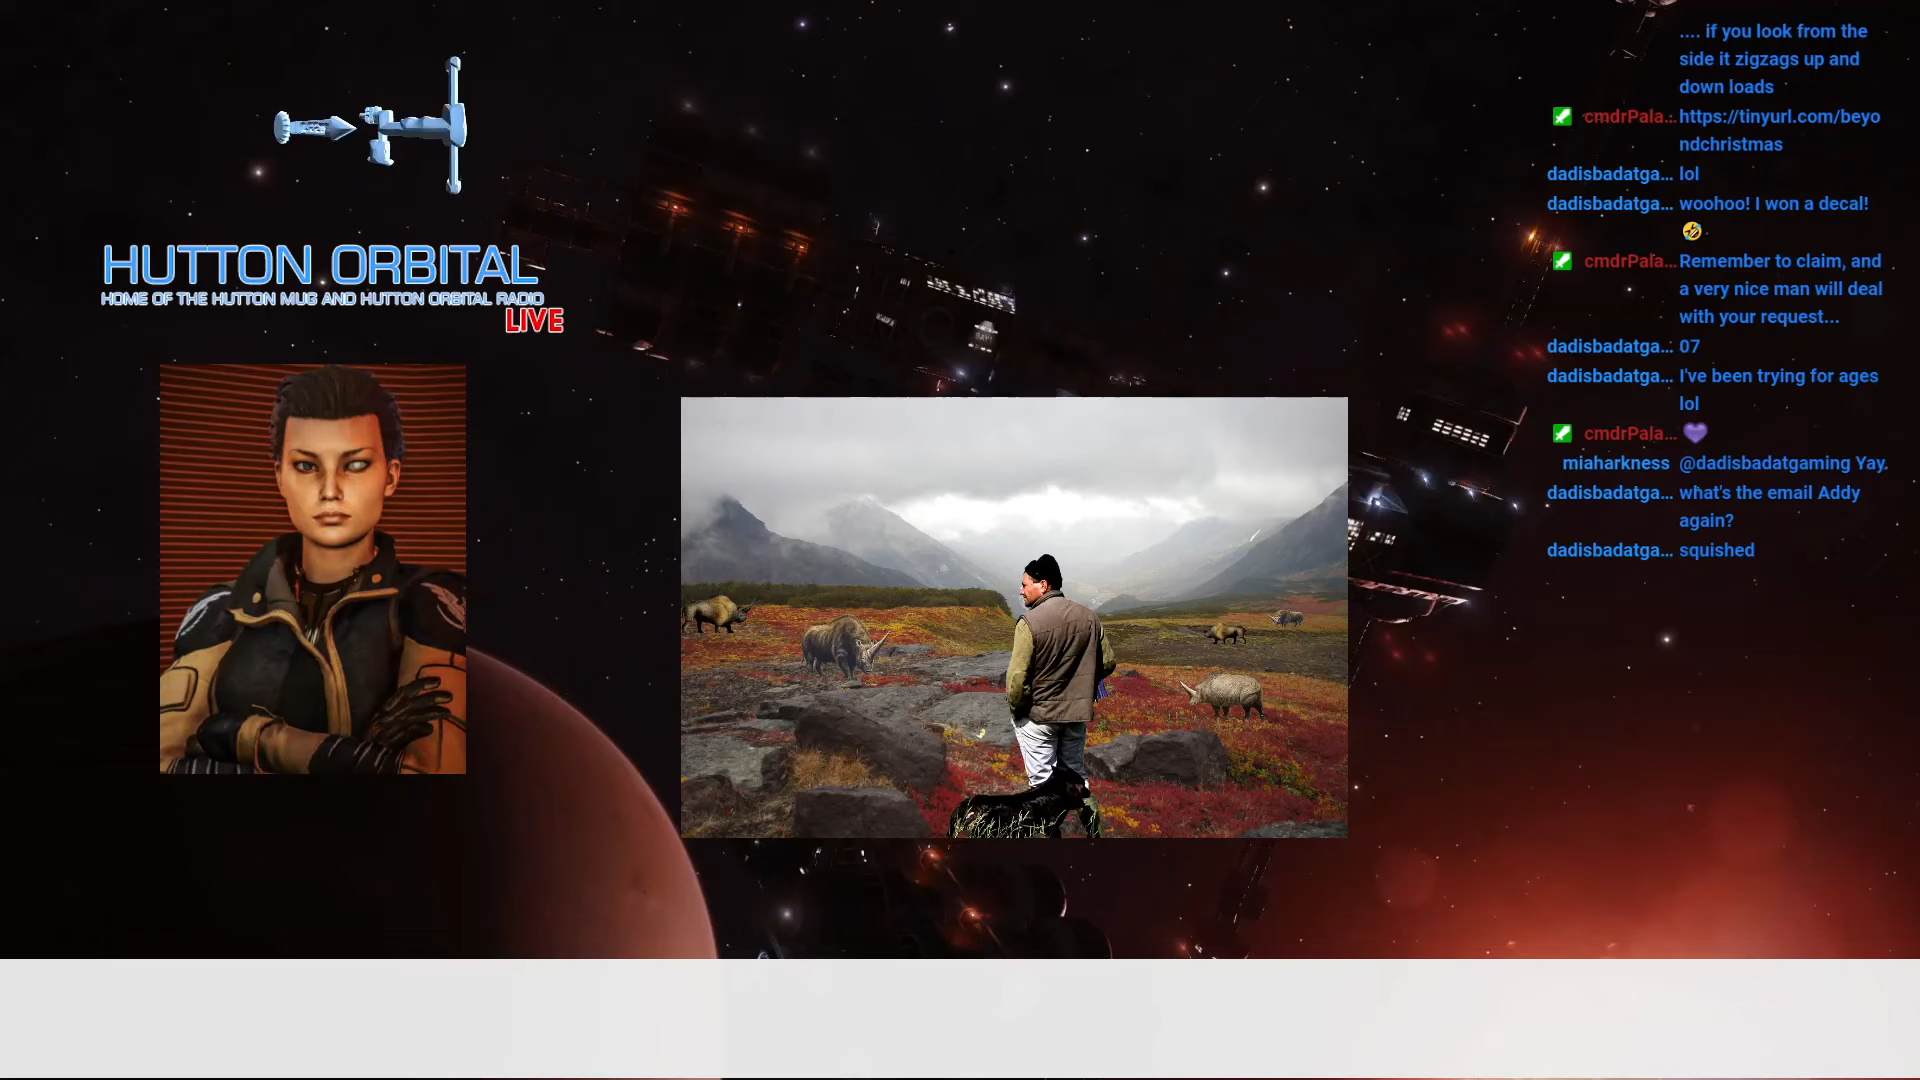 HUTTON ORBITAL
HOME OF THE HUTTON MUG AND HUTTON ORBITAL RADIO
LIVE
.... if you look from the
side it zigzags up and
down loads
cmdrPala... https://tinyurl.com/beyo
ndchristmas
dadisbadatga... lol
dadisbadatga... woohoo! I won a decal!
🤣
cmdrPala... Remember to claim, and
a very nice man will deal
with your request...
dadisbadatga... 07
dadisbadatga... I've been trying for ages
lol
cmdrPala... 💜
miaharkness @dadisbadatgaming Yay.
dadisbadatga... what's the email Addy
again?
dadisbadatga... squished